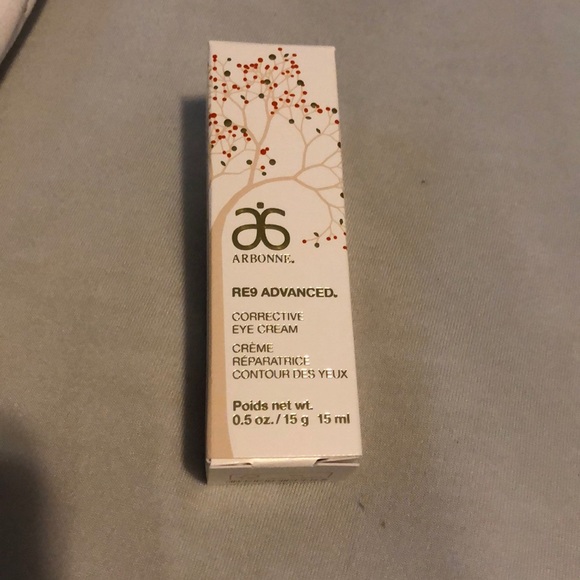 ARBONNE.
RE9 ADVANCED.
CORRECTIVE
EYE CREAM
CRÈME
RÉPARATRICE
CONTOUR DES YEUX
Poids net wt.
0.5 oz. / 15 g 15 ml